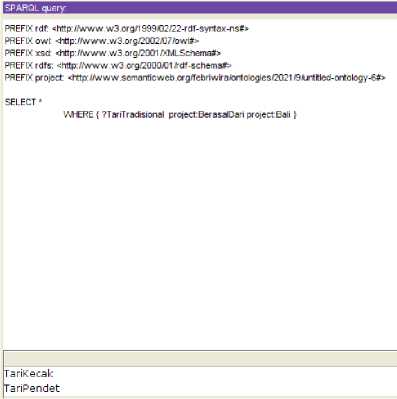 SPARQL query:
PREFIX rdf: <http://www.w3.org/1999/02/22-rdf-syntax-ns#>
PREFIX owl: <http://www.w3.org/2002/07/owl#>
PREFIX xsd: <http://www.w3.org/2001/XMLSchema#>
PREFIX rdfs: <http://www.w3.org/2000/01/rdf-schema#>
PREFIX project: <http://www.semanticweb.org/febriwira/ontologies/2021/9/untitled-ontology-6#>
SELECT *
WHERE { ?TariTradisional project:BerasalDari project:Bali }
TariKecak
TariPendet